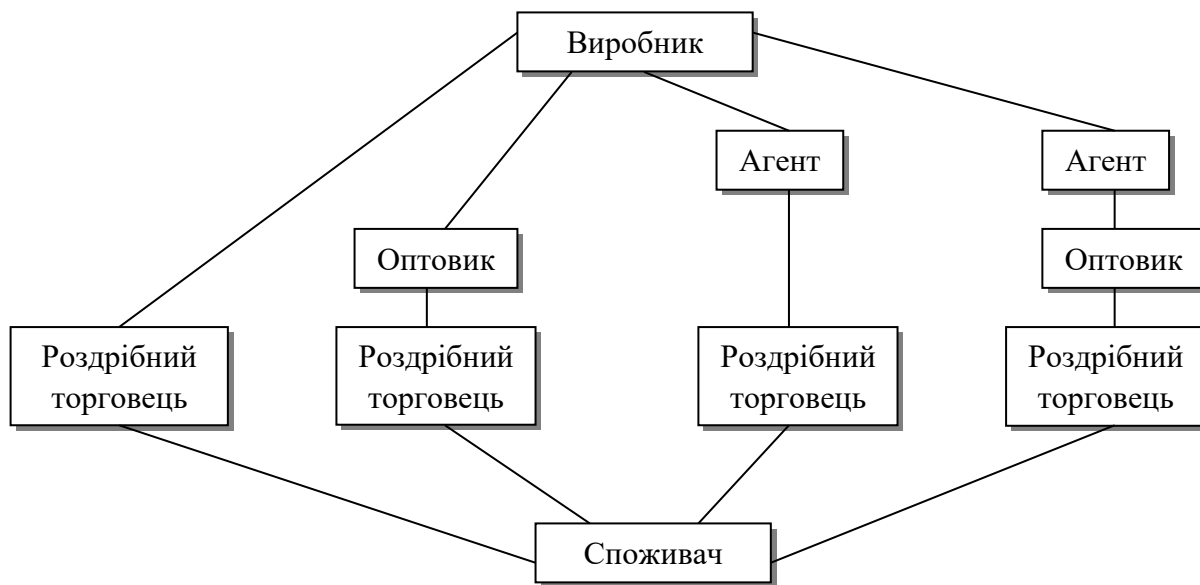 Виробник
Агент
Агент
Оптовик
Оптовик
Роздрібний
торговець
Роздрібний
торговець
Роздрібний
торговець
Роздрібний
торговець
Споживач